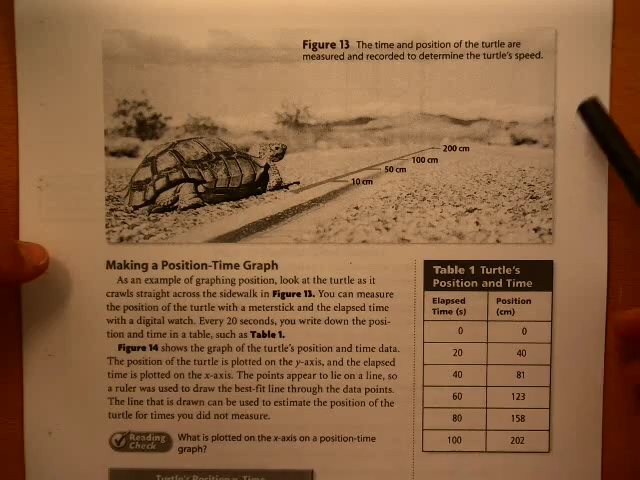 Figure 13 The time and position of the turtle are
measured and recorded to determine the turtle's speed.
200 cm
100 cm
50 cm
10 cm
Making a Position-Time Graph
As an example of graphing position, look at the turtle as it
crawls straight across the sidewalk in Figure 13. You can measure
the position of the turtle with a meterstick and the elapsed time
with a digital watch. Every 20 seconds, you write down the posi-
tion and time in a table, such as Table 1.
Figure 14 shows the graph of the turtle's position and time data.
The position of the turtle is plotted on the y-axis, and the elapsed
time is plotted on the x-axis. The points appear to lie on a line, so
a ruler was used to draw the best-fit line through the data points.
The line that is drawn can be used to estimate the position of the
turtle for times you did not measure.
Reading
Check
What is plotted on the x-axis on a position-time
graph?
Table 1 Turtle's
Position and Time
Elapsed Position
Time (s) (cm)
0 0
20 40
40 81
60 123
80 158
100 202
Turtle's Position v. Time